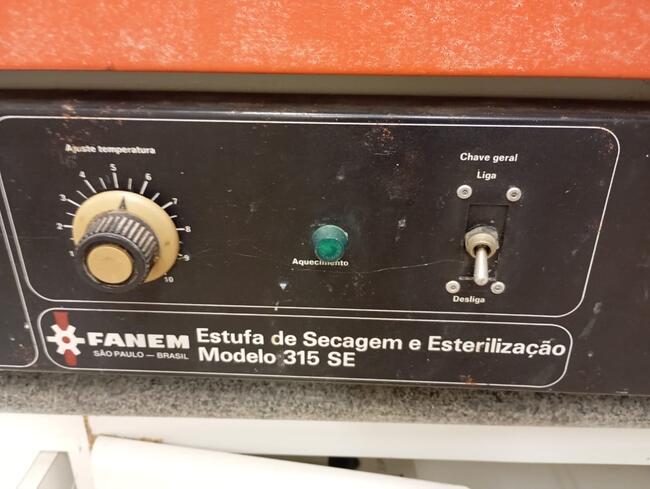 Ajuste temperatura
1
2
3
4
5
6
7
8
9
10
A
Aquecimento
Chave geral
Liga
Desliga
FANEM
SÃO PAULO — BRASIL
Estufa de Secagem e Esterilização
Modelo 315 SE